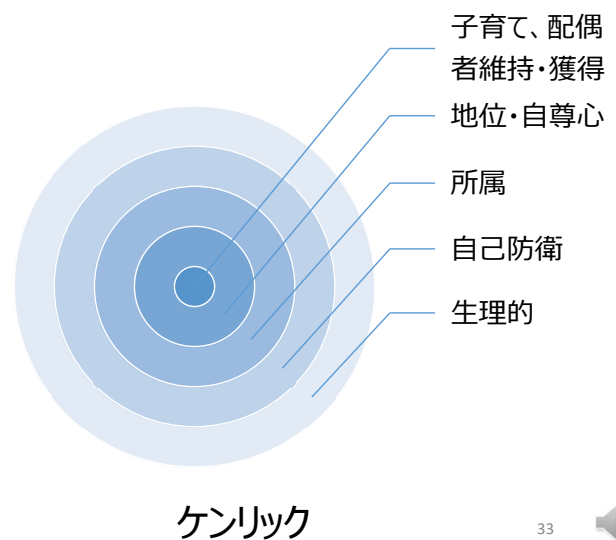 子育て、配偶
者維持・獲得
地位・自尊心
所属
自己防衛
生理的
ケンリック
33